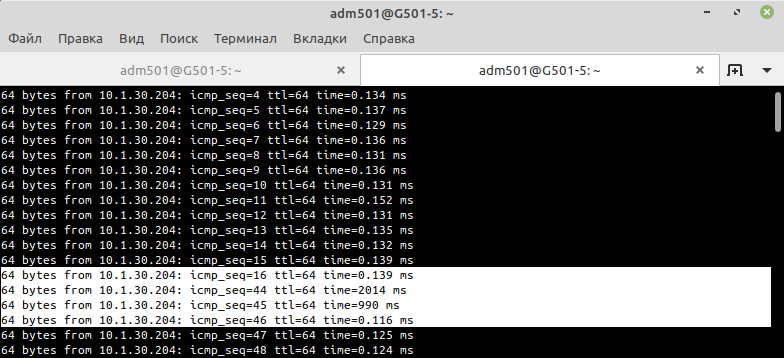 adm501@G501-5: ~
Файл Правка Вид Поиск Терминал Вкладки Справка
adm501@G501-5: ~ adm501@G501-5: ~
64 bytes from 10.1.30.204: icmp_seq=4 ttl=64 time=0.134 ms
64 bytes from 10.1.30.204: icmp_seq=5 ttl=64 time=0.137 ms
64 bytes from 10.1.30.204: icmp_seq=6 ttl=64 time=0.129 ms
64 bytes from 10.1.30.204: icmp_seq=7 ttl=64 time=0.136 ms
64 bytes from 10.1.30.204: icmp_seq=8 ttl=64 time=0.131 ms
64 bytes from 10.1.30.204: icmp_seq=9 ttl=64 time=0.136 ms
64 bytes from 10.1.30.204: icmp_seq=10 ttl=64 time=0.131 ms
64 bytes from 10.1.30.204: icmp_seq=11 ttl=64 time=0.152 ms
64 bytes from 10.1.30.204: icmp_seq=12 ttl=64 time=0.131 ms
64 bytes from 10.1.30.204: icmp_seq=13 ttl=64 time=0.135 ms
64 bytes from 10.1.30.204: icmp_seq=14 ttl=64 time=0.132 ms
64 bytes from 10.1.30.204: icmp_seq=15 ttl=64 time=0.139 ms
64 bytes from 10.1.30.204: icmp_seq=16 ttl=64 time=0.139 ms
64 bytes from 10.1.30.204: icmp_seq=44 ttl=64 time=2014 ms
64 bytes from 10.1.30.204: icmp_seq=45 ttl=64 time=990 ms
64 bytes from 10.1.30.204: icmp_seq=46 ttl=64 time=0.116 ms
64 bytes from 10.1.30.204: icmp_seq=47 ttl=64 time=0.125 ms
64 bytes from 10.1.30.204: icmp_seq=48 ttl=64 time=0.124 ms